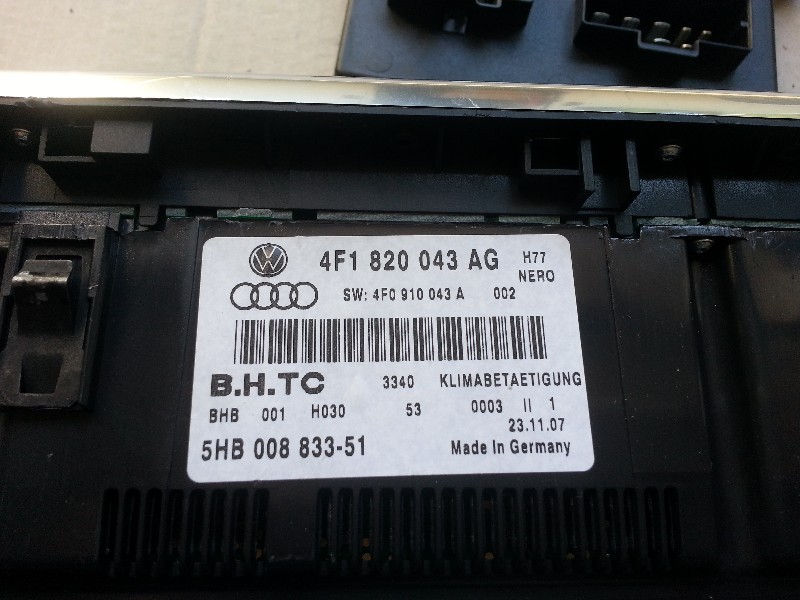 4F1 820 043 AG H77
NERO
SW: 4F0 910 043 A 002
B.H.TC 3340 KLIMABETAETIGUNG
BHB 001 H030 53 0003 II 1
23.11.07
5HB 008 833-51 Made In Germany